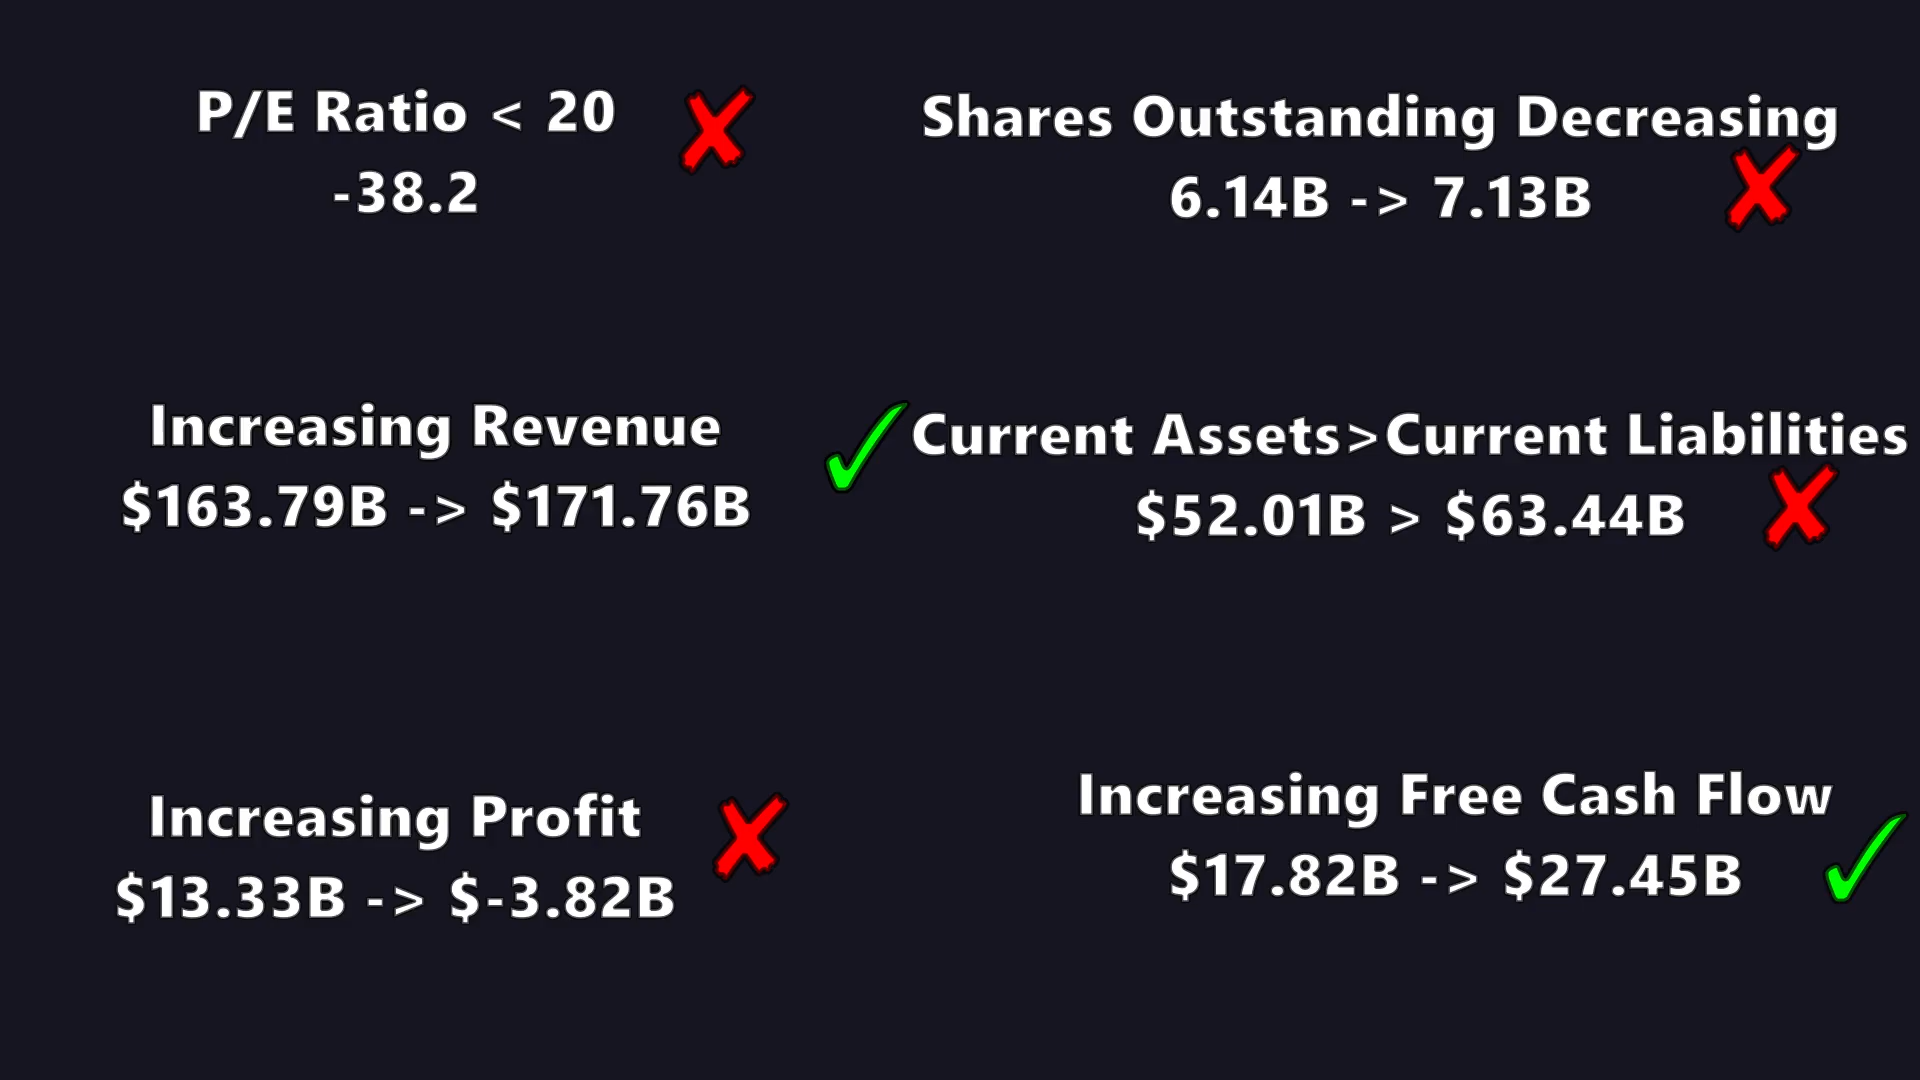 P/E Ratio < 20
-38.2
Shares Outstanding Decreasing
6.14B -> 7.13B
Increasing Revenue
$163.79B -> $171.76B
Current Assets>Current Liabilities
$52.01B > $63.44B
Increasing Profit
$13.33B -> $-3.82B
Increasing Free Cash Flow
$17.82B -> $27.45B